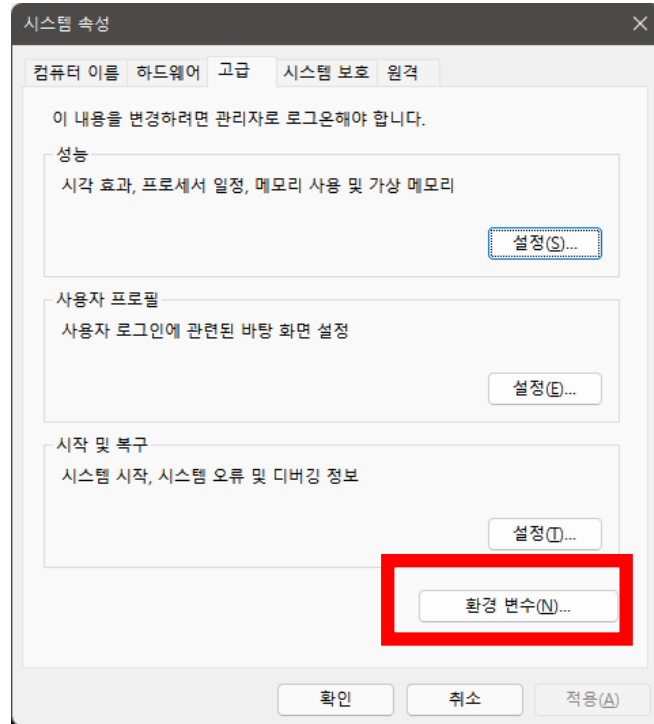 시스템 속성
컴퓨터 이름 하드웨어 고급 시스템 보호 원격
이 내용을 변경하려면 관리자로 로그온해야 합니다.
성능
시각 효과, 프로세서 일정, 메모리 사용 및 가상 메모리
설정(S)...
사용자 프로필
사용자 로그인에 관련된 바탕 화면 설정
설정(E)...
시작 및 복구
시스템 시작, 시스템 오류 및 디버깅 정보
설정(T)...
환경 변수(N)...
확인 취소 적용(A)